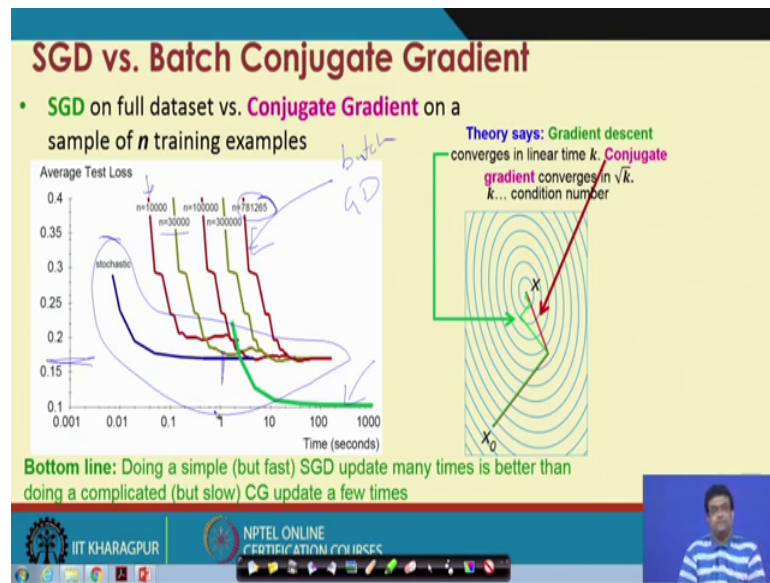 SGD vs. Batch Conjugate Gradient
• SGD on full dataset vs. Conjugate Gradient on a
sample of n training examples
batch
GD
Average Test Loss
0.4
0.35
0.3
0.25
0.2
0.15
0.1
n=10000 n=100000 n=781265
n=30000 n=300000
stochastic
0.001 0.01 0.1 1 10 100 1000
Time (seconds)
Theory says: Gradient descent
converges in linear time k. Conjugate
gradient converges in √k.
k… condition number
X
X0
Bottom line: Doing a simple (but fast) SGD update many times is better than
doing a complicated (but slow) CG update a few times
IIT KHARAGPUR
NPTEL ONLINE
CERTIFICATION COURSES